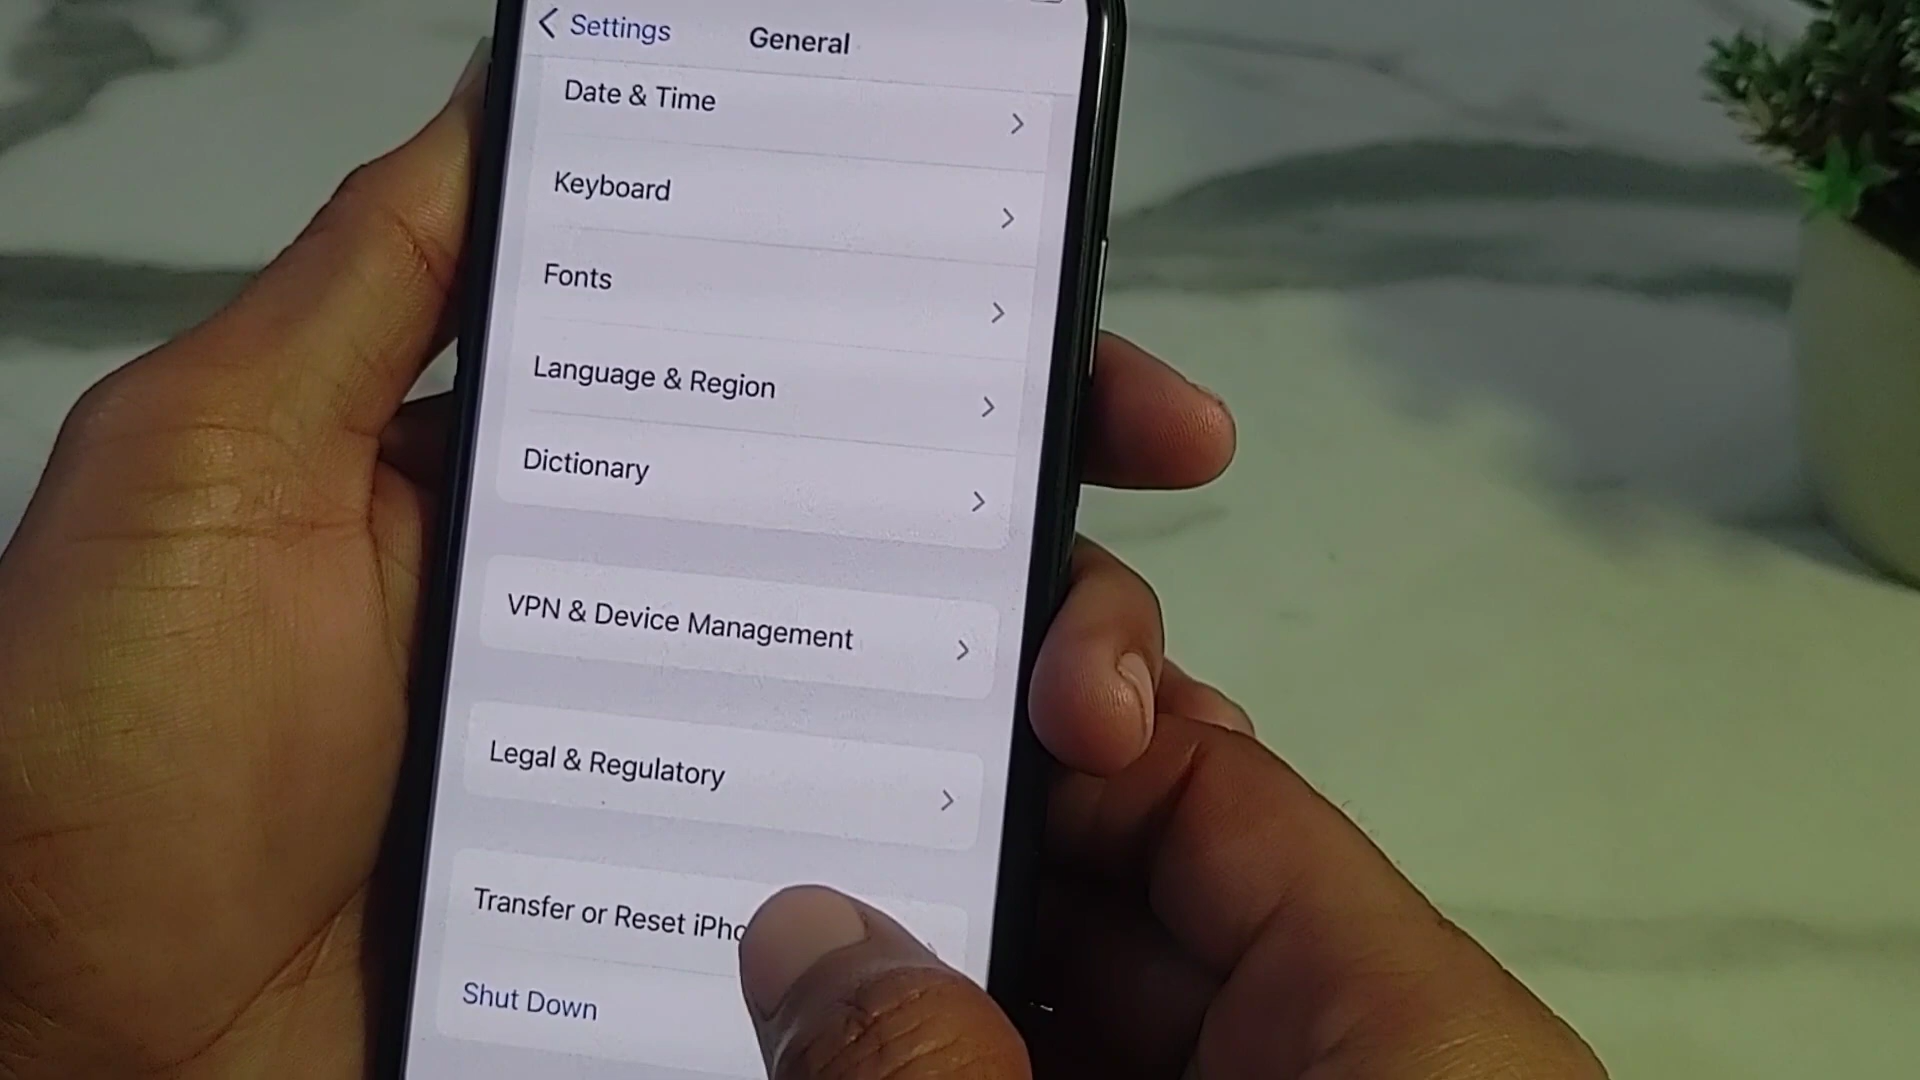 Settings
General
Date & Time
Keyboard
Fonts
Language & Region
Dictionary
VPN & Device Management
Legal & Regulatory
Transfer or Reset
Shut Down